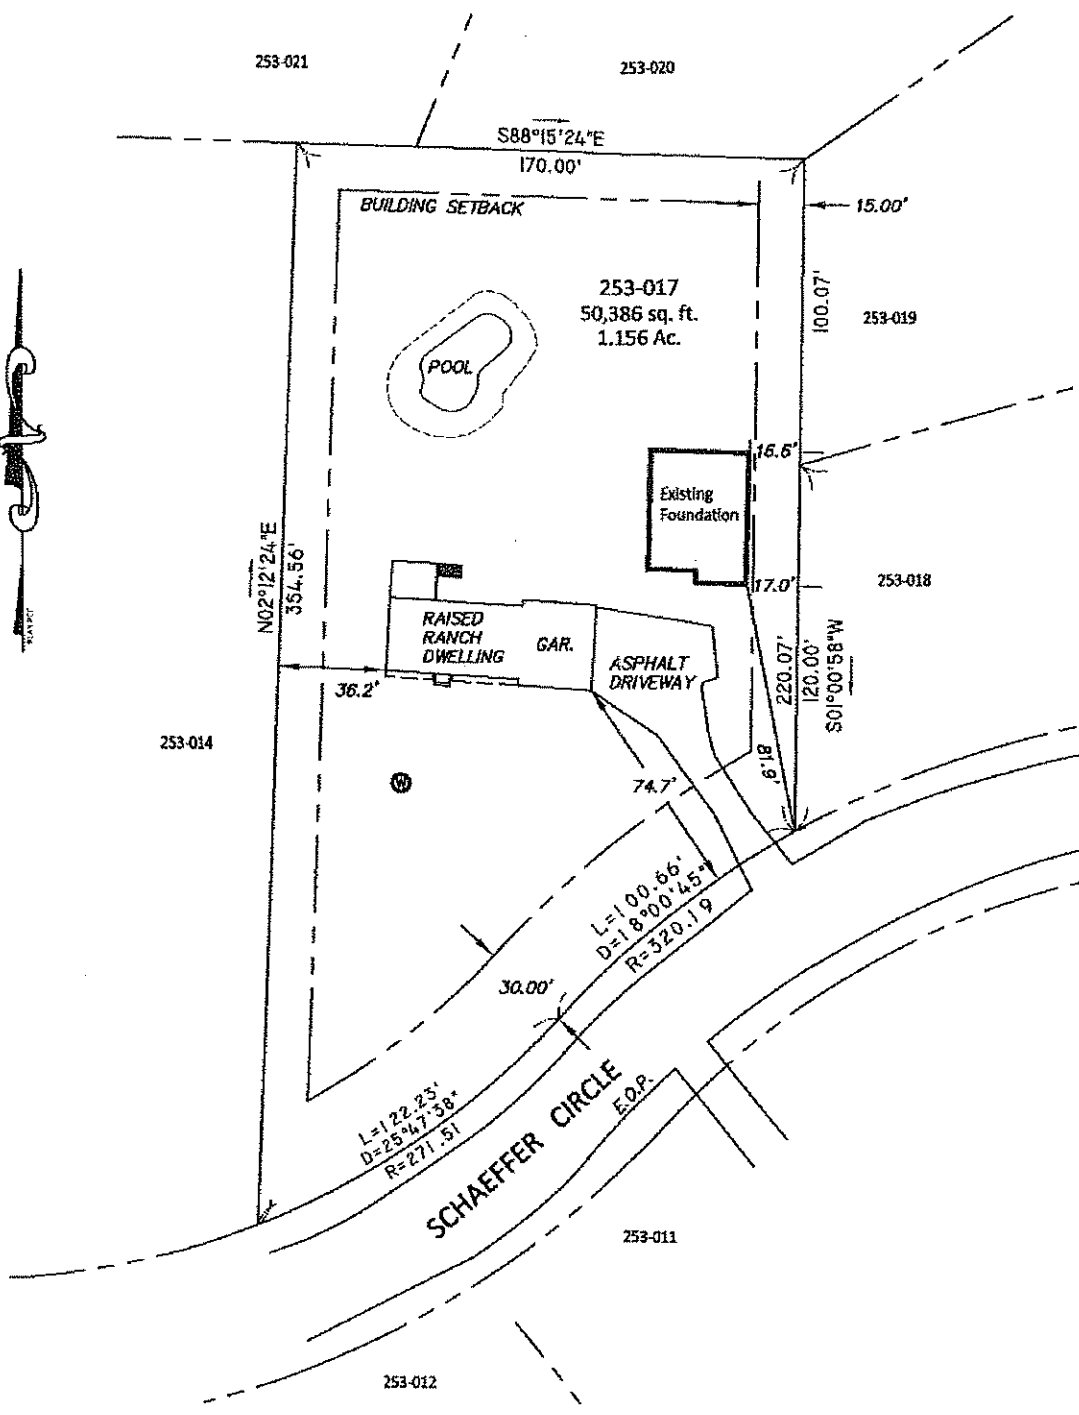 253-021
253-020
S88°15'24"E
170.00'
BUILDING SETBACK
15.00'
253-017
50,386 sq. ft.
1.156 Ac.
100.07'
253-019
POOL
16.6'
Existing
Foundation
N02°12'24"E
354.56'
17.0'
253-018
RAISED
RANCH
DWELLING
GAR.
ASPHALT
DRIVEWAY
36.2'
220.07'
120.00'
S01°00'58"W
253-014
W
74.7'
81.9'
L=100.66'
D=18°00'45"
R=320.19
30.00'
L=122.23'
D=25°47'38"
R=271.51
SCHAEFFER CIRCLE
E.O.P.
253-011
253-012